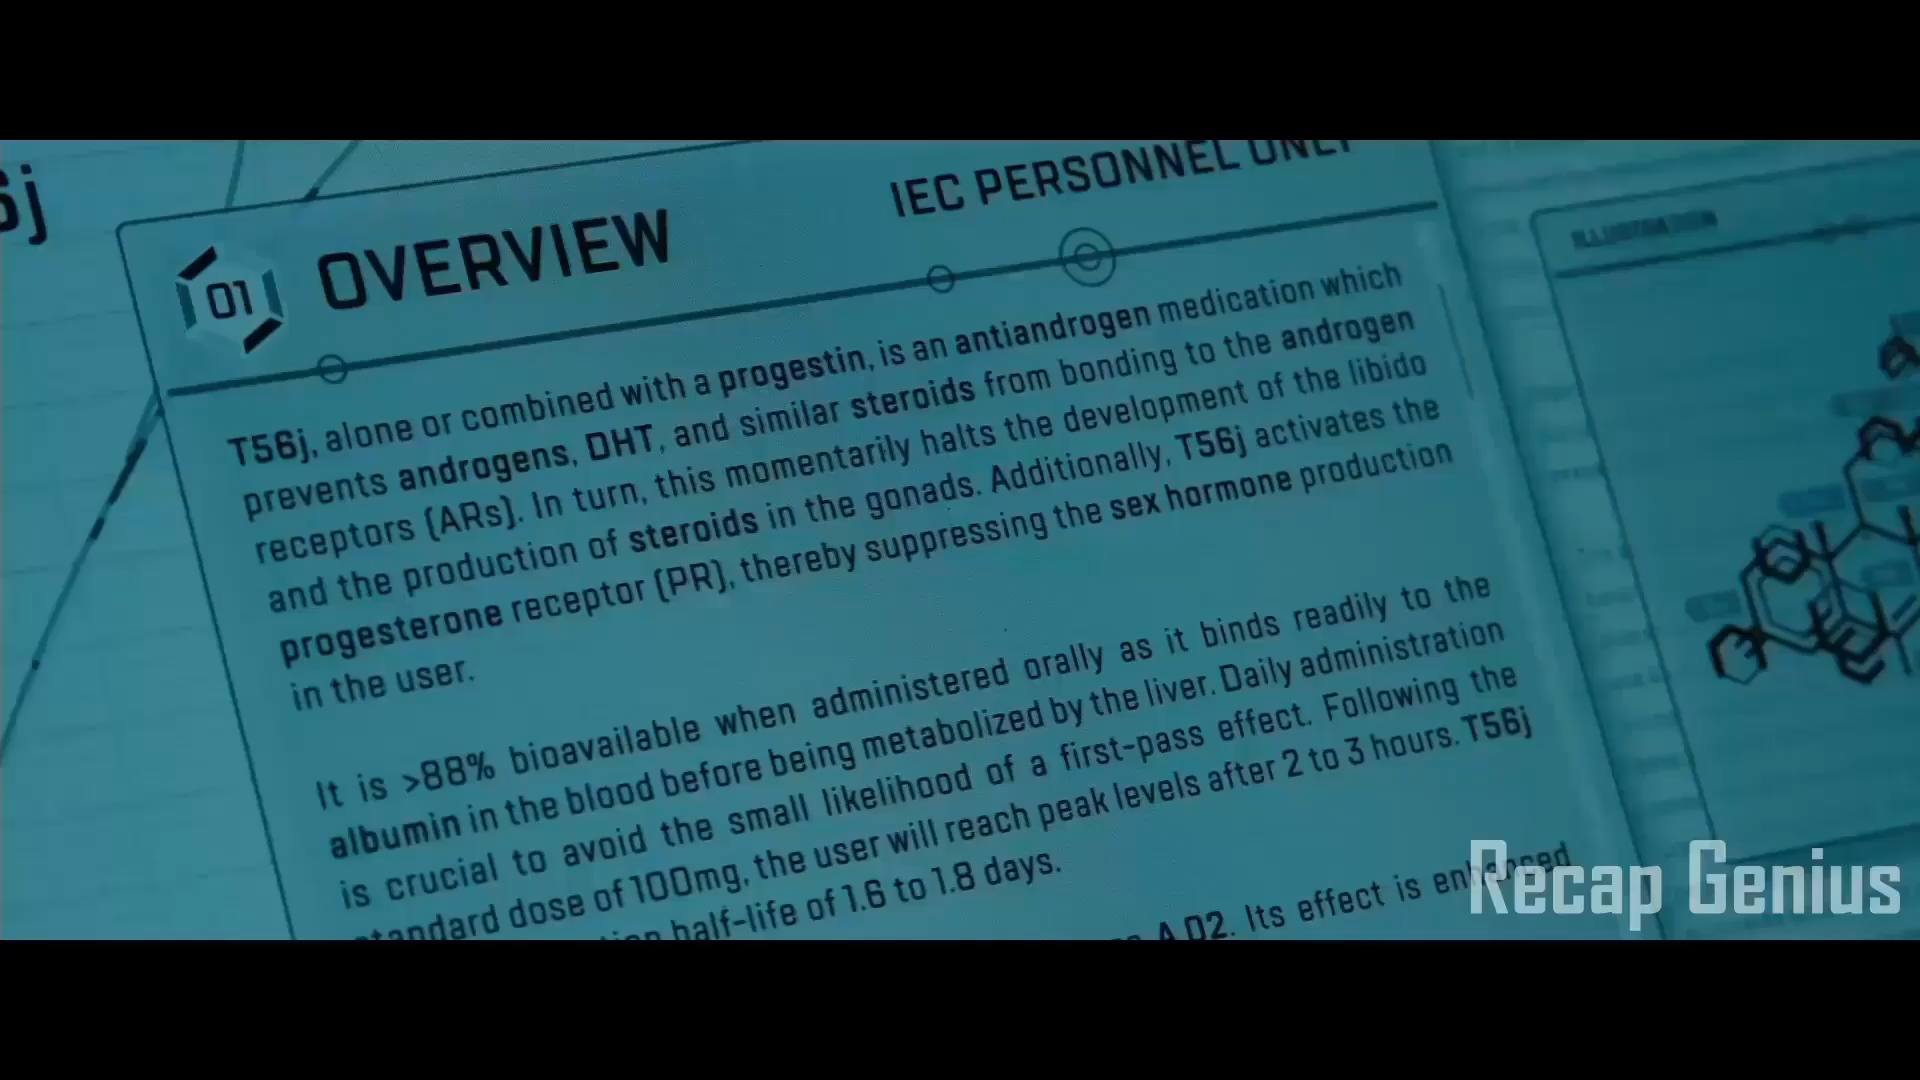 6j
IEC PERSONNEL ONLY
01 OVERVIEW
ILLUSTRATION
T56j, alone or combined with a progestin, is an antiandrogen medication which
prevents androgens, DHT, and similar steroids from bonding to the androgen
receptors (ARs). In turn, this momentarily halts the development of the libido
and the production of steroids in the gonads. Additionally, T56j activates the
progesterone receptor (PR), thereby suppressing the sex hormone production
in the user.
It is >88% bioavailable when administered orally as it binds readily to the
albumin in the blood before being metabolized by the liver. Daily administration
is crucial to avoid the small likelihood of a first-pass effect. Following the
standard dose of 100mg, the user will reach peak levels after 2 to 3 hours. T56j
half-life of 1.6 to 1.8 days.
Its effect is enhanced
Recap Genius